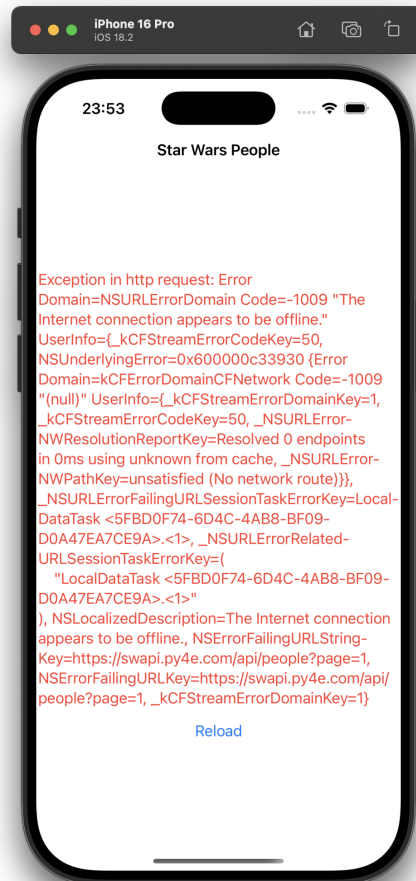 iPhone 16 Pro
iOS 18.2
23:53
Star Wars People
Exception in http request: Error
Domain=NSURLErrorDomain Code=-1009 "The
Internet connection appears to be offline."
UserInfo={_kCFStreamErrorCodeKey=50,
NSUnderlyingError=0x600000c33930 {Error
Domain=kCFErrorDomainCFNetwork Code=-1009
"(null)" UserInfo={_kCFStreamErrorDomainKey=1,
_kCFStreamErrorCodeKey=50, _NSURLError-
NWResolutionReportKey=Resolved 0 endpoints
in 0ms using unknown from cache, _NSURLError-
NWPathKey=unsatisfied (No network route)}},
_NSURLErrorFailingURLSessionTaskErrorKey=Local-
DataTask <5FBD0F74-6D4C-4AB8-BF09-
D0A47EA7CE9A>.<1>, _NSURLErrorRelated-
URLSessionTaskErrorKey=(
"LocalDataTask <5FBD0F74-6D4C-4AB8-BF09-
D0A47EA7CE9A>.<1>"
), NSLocalizedDescription=The Internet connection
appears to be offline., NSErrorFailingURLString-
Key=https://swapi.py4e.com/api/people?page=1,
NSErrorFailingURLKey=https://swapi.py4e.com/api/
people?page=1, _kCFStreamErrorDomainKey=1}
Reload